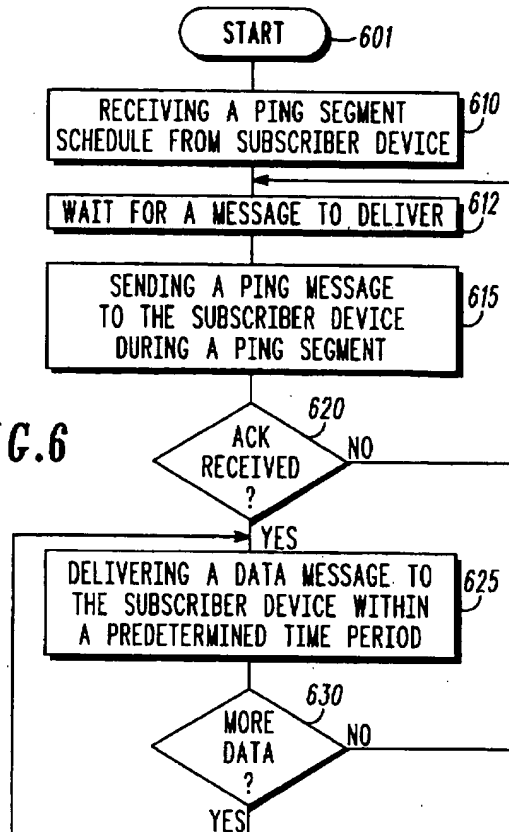 START
601
RECEIVING A PING SEGMENT
SCHEDULE FROM SUBSCRIBER DEVICE
610
WAIT FOR A MESSAGE TO DELIVER
612
SENDING A PING MESSAGE
TO THE SUBSCRIBER DEVICE
DURING A PING SEGMENT
615
G.6
ACK
RECEIVED
?
620
NO
YES
DELIVERING A DATA MESSAGE TO
THE SUBSCRIBER DEVICE WITHIN
A PREDETERMINED TIME PERIOD
625
MORE
DATA
?
630
NO
YES